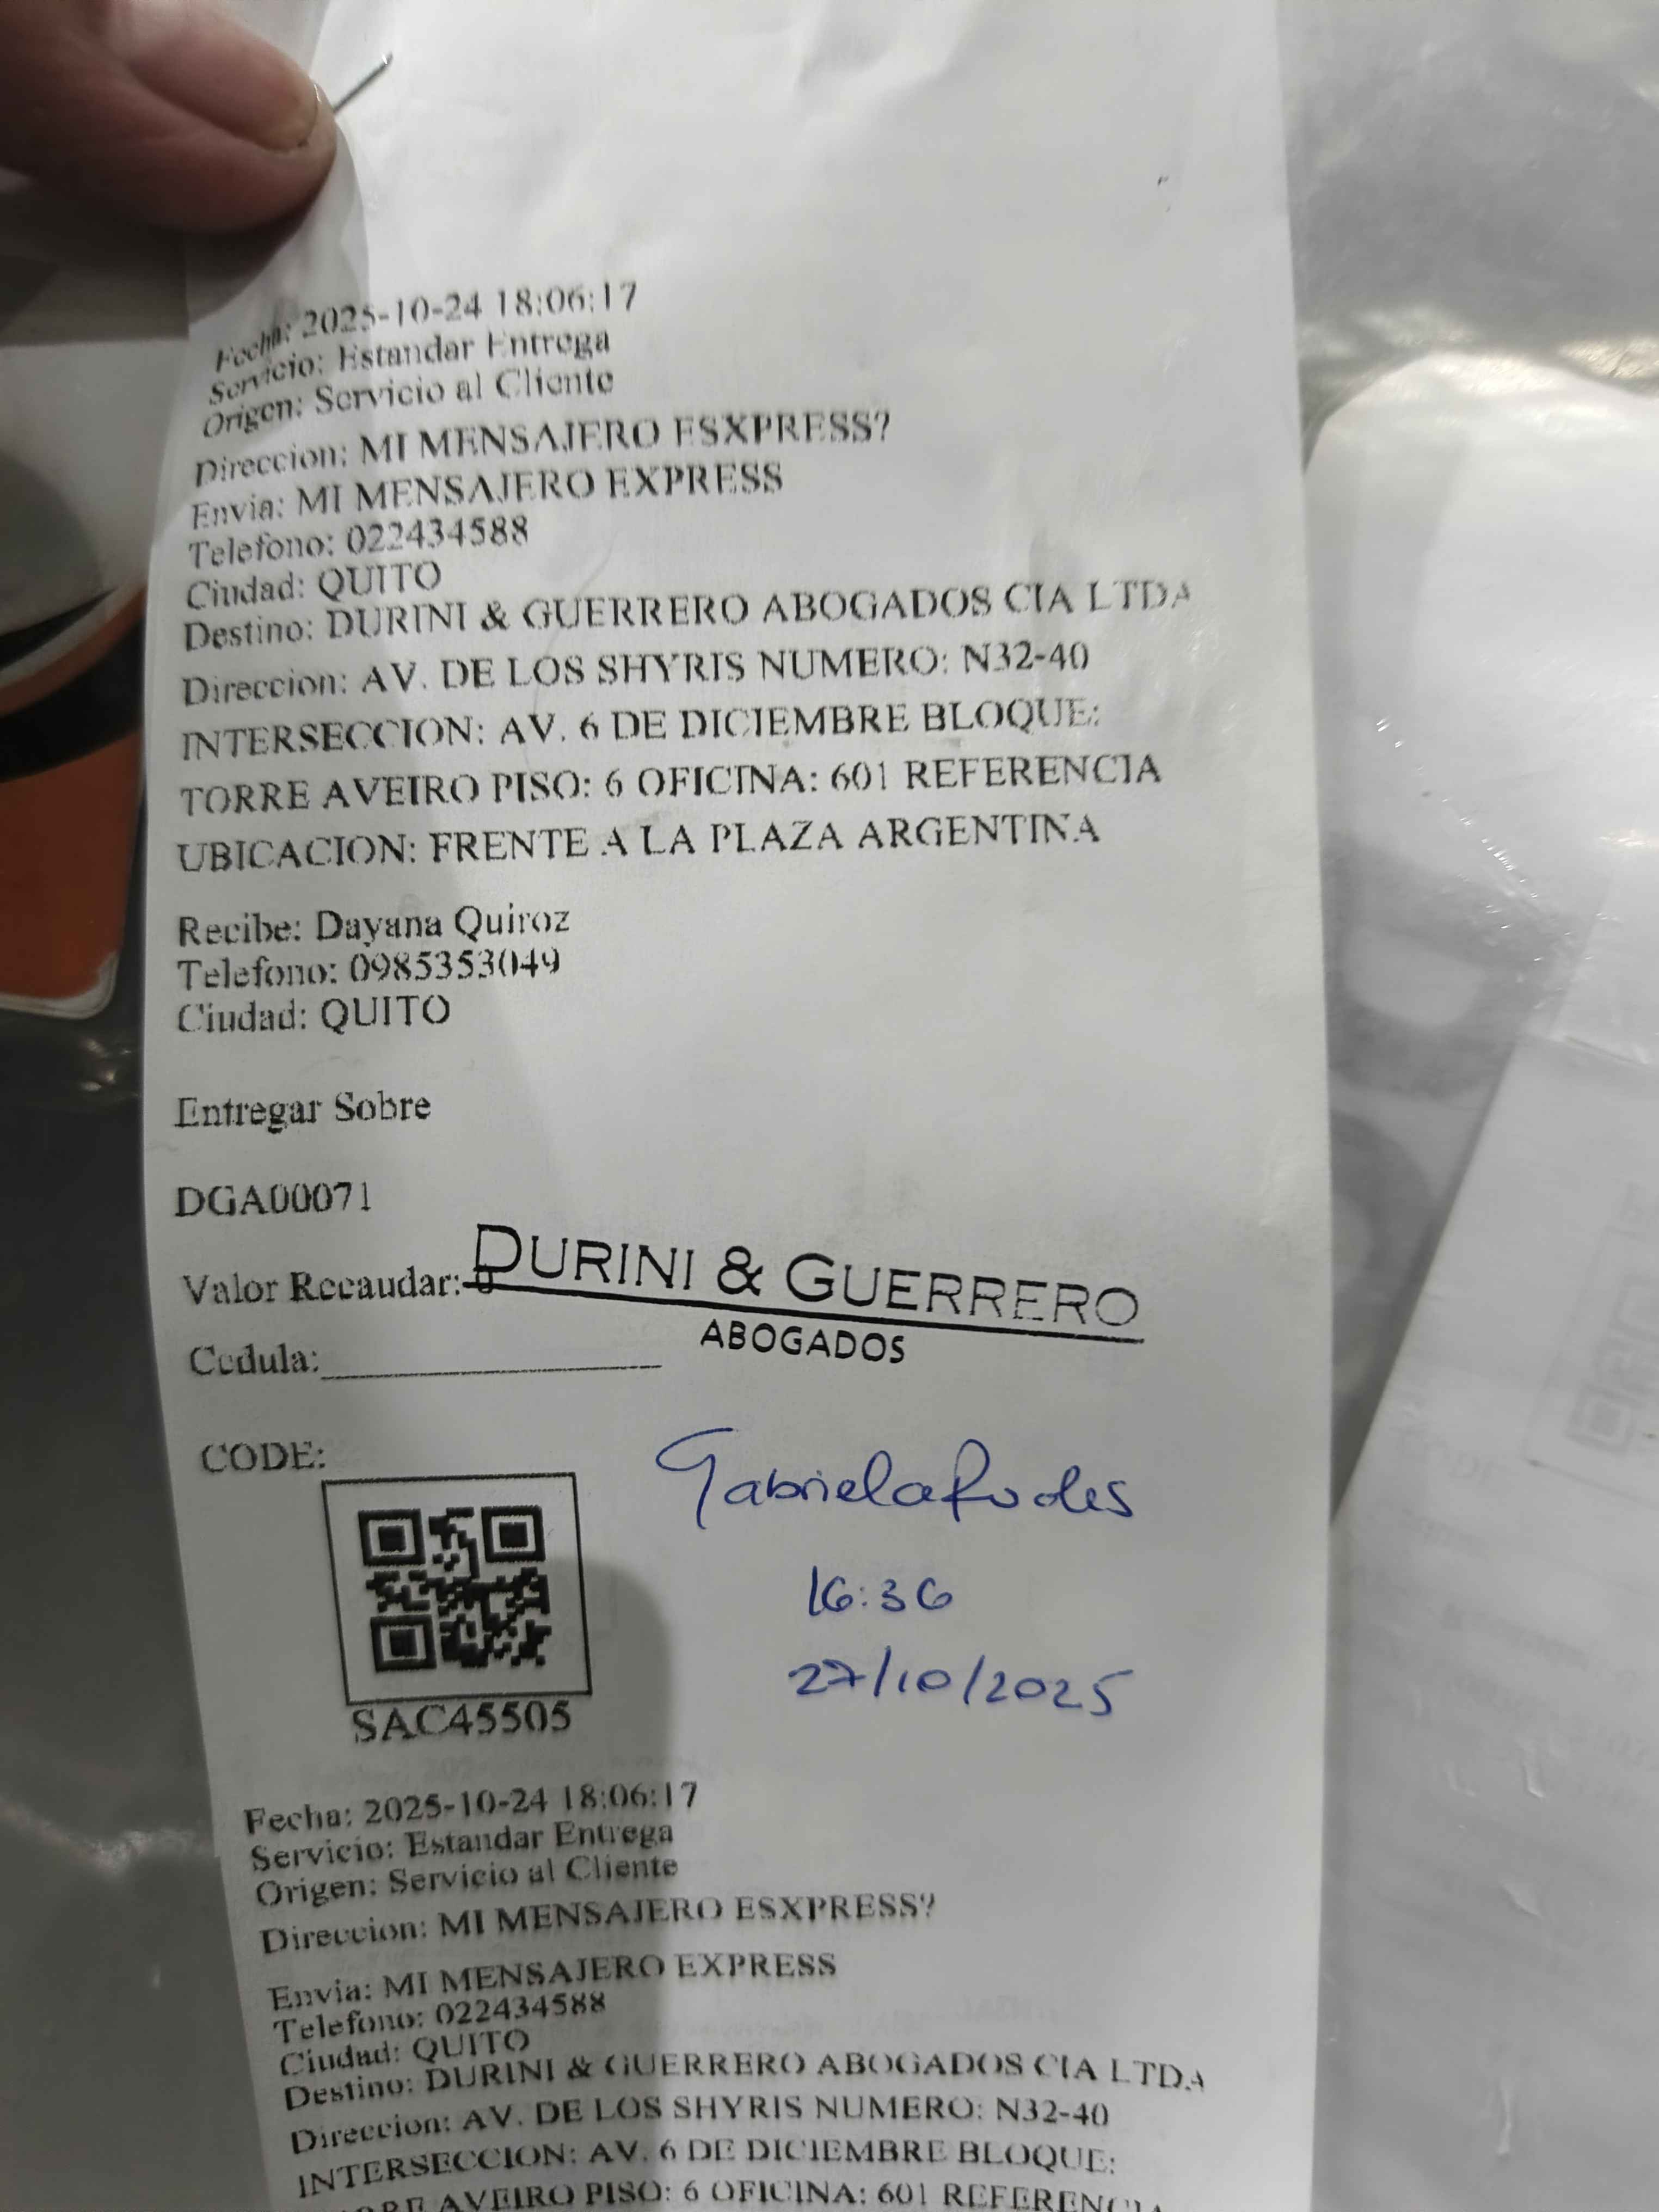 Fecha: 2025-10-24 18:06:17
Servicio: Estandar Entrega
Origen: Servicio al Cliente
Direccion: MI MENSAJERO ESXPRESS?
Envia: MI MENSAJERO EXPRESS
Telefono: 022434588
Ciudad: QUITO
Destino: DURINI & GUERRERO ABOGADOS CIA LTDA
Direccion: AV. DE LOS SHYRIS NUMERO: N32-40
INTERSECCION: AV. 6 DE DICIEMBRE BLOQUE:
TORRE AVEIRO PISO: 6 OFICINA: 601 REFERENCIA
UBICACION: FRENTE A LA PLAZA ARGENTINA
Recibe: Dayana Quiroz
Telefono: 0985353049
Ciudad: QUITO
Entregar Sobre
DGA00071
Valor Recaudar: 0
DURINI & GUERRERO
ABOGADOS
Cedula:
CODE:
Gabriela
16:36
27/10/2025
SAC45505
Fecha: 2025-10-24 18:06:17
Servicio: Estandar Entrega
Origen: Servicio al Cliente
Direccion: MI MENSAJERO ESXPRESS?
Envia: MI MENSAJERO EXPRESS
Telefono: 022434588
Ciudad: QUITO
Destino: DURINI & GUERRERO ABOGADOS CIA LTDA
Direccion: AV. DE LOS SHYRIS NUMERO: N32-40
INTERSECCION: AV. 6 DE DICIEMBRE BLOQUE:
AVEIRO PISO: 6 OFICINA: 601 REFERENCIA